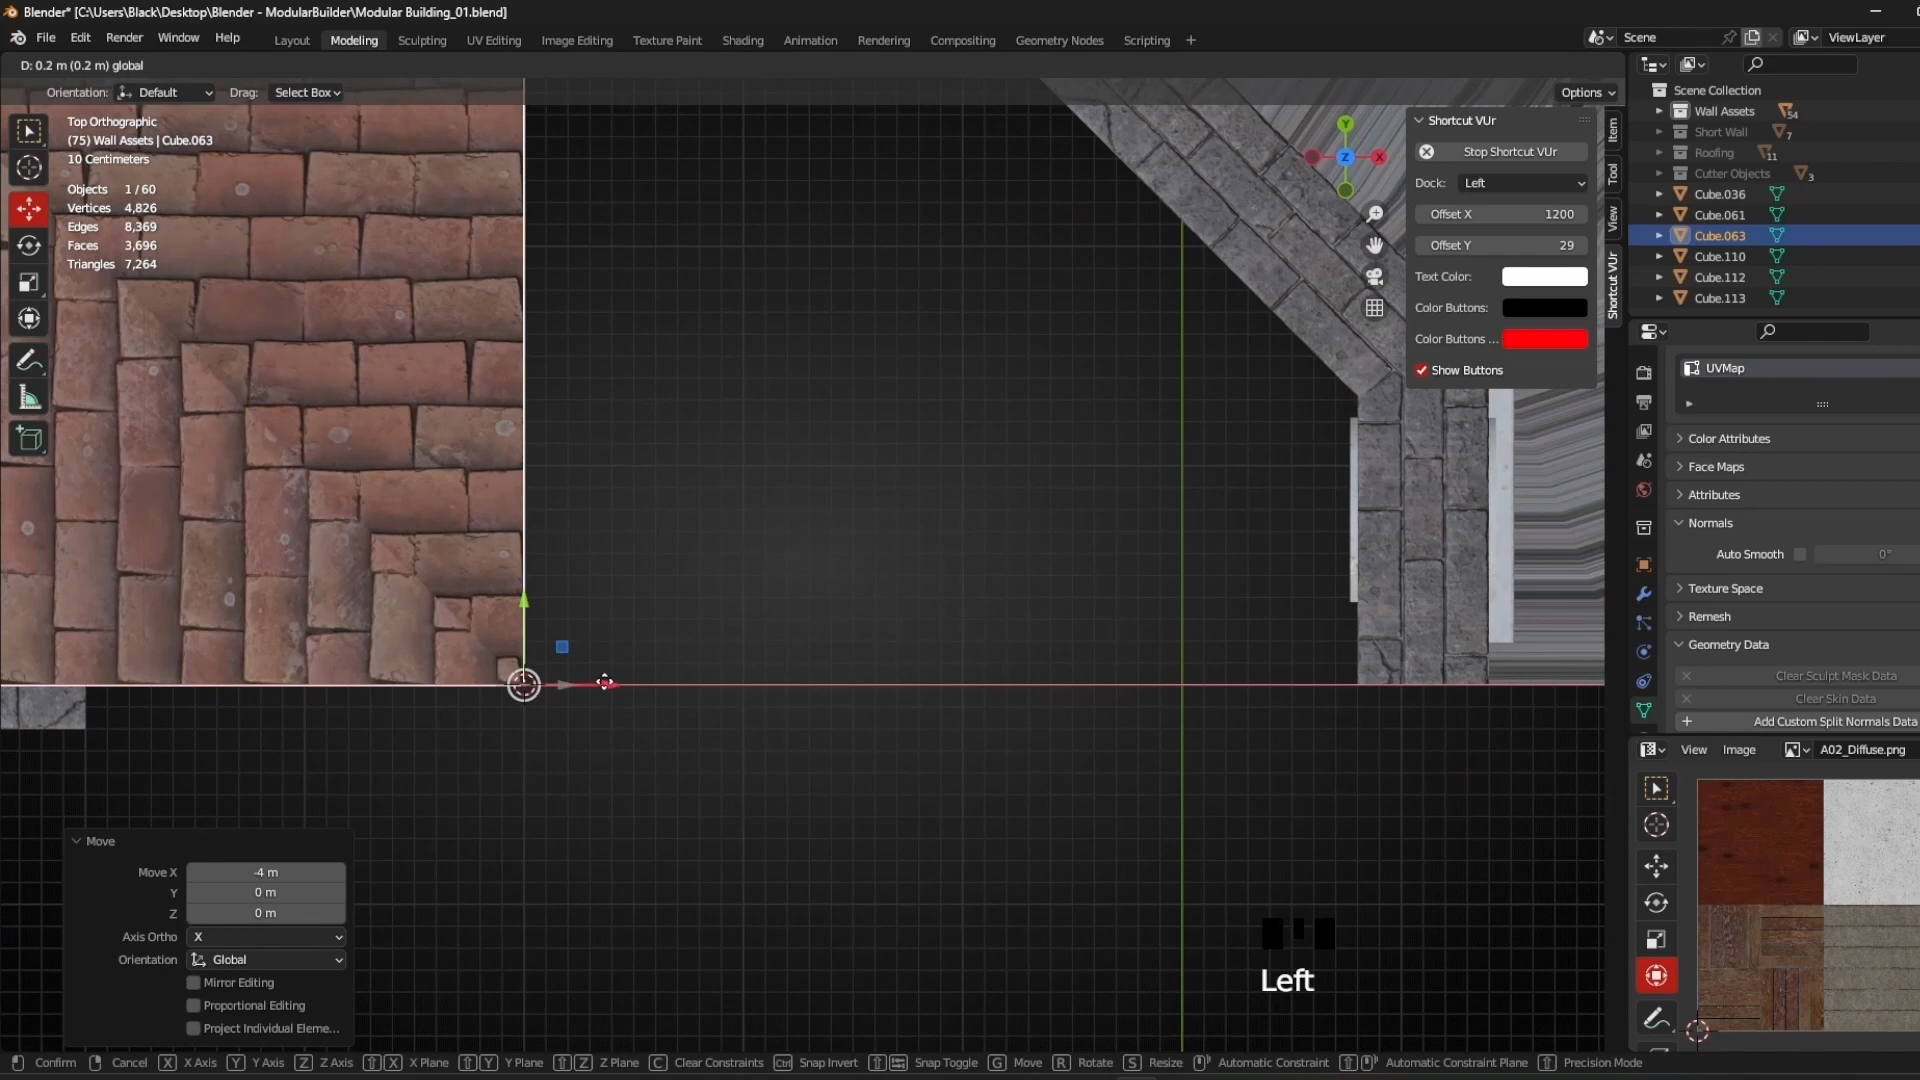 Blender* [C:\Users\Black\Desktop\Blender - ModularBuilder\Modular Building_01.blend]
File Edit Render Window Help
Layout Modeling Sculpting UV Editing Image Editing Texture Paint Shading Animation Rendering Compositing Geometry Nodes Scripting +
Scene
ViewLayer
D: 0.2 m (0.2 m) global
Orientation: Default Drag: Select Box
Options
Top Orthographic
(75) Wall Assets | Cube.063
10 Centimeters
Objects 1 / 60
Vertices 4,826
Edges 8,369
Faces 3,696
Triangles 7,264
Y
Z
X
Shortcut VUr
Stop Shortcut VUr
Dock: Left
Offset X 1200
Offset Y 29
Text Color:
Color Buttons:
Color Buttons ...
Show Buttons
Item
Tool
View
Shortcut VUr
Scene Collection
Wall Assets 54
Short Wall 7
Roofing 11
Cutter Objects 3
Cube.036
Cube.061
Cube.063
Cube.110
Cube.112
Cube.113
UVMap
Color Attributes
Face Maps
Attributes
Normals
Auto Smooth 0°
Texture Space
Remesh
Geometry Data
Clear Sculpt Mask Data
Clear Skin Data
Add Custom Split Normals Data
View Image A02_Diffuse.png
Move
Move X -4 m
Y 0 m
Z 0 m
Axis Ortho X
Orientation Global
Mirror Editing
Proportional Editing
Project Individual Eleme...
Left
Confirm Cancel X X Axis Y Y Axis Z Z Axis X X Plane Y Y Plane Z Z Plane C Clear Constraints Ctrl Snap Invert Snap Toggle G Move R Rotate S Resize Automatic Constraint Automatic Constraint Plane Precision Mode